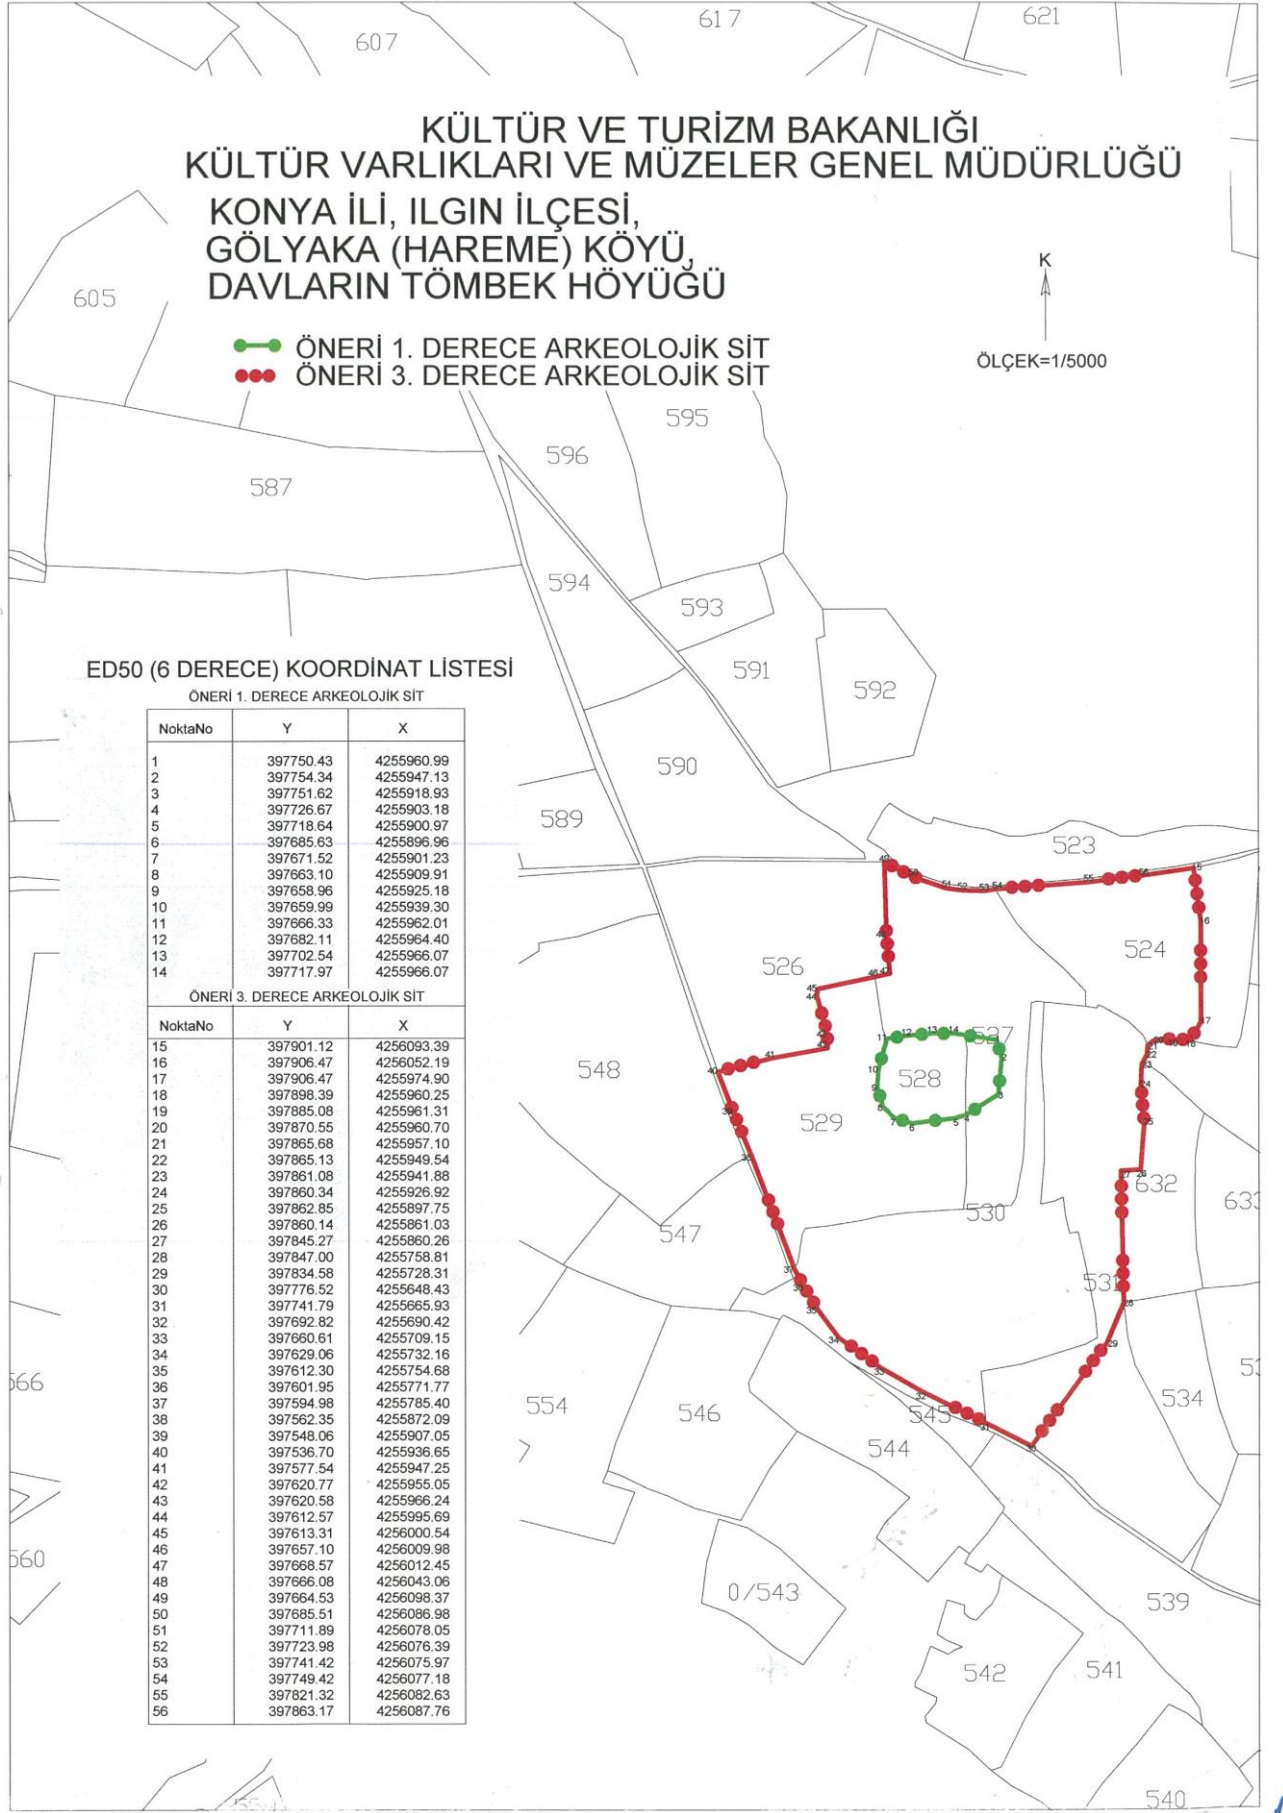 607
617
621
KÜLTÜR VE TURİZM BAKANLIĞI
KÜLTÜR VARLIKLARI VE MÜZELER GENEL MÜDÜRLÜĞÜ
KONYA İLİ, ILGIN İLÇESİ,
GÖLYAKA (HAREME) KÖYÜ,
DAVLARIN TÖMBEK HÖYÜĞÜ
605
K
ÖLÇEK=1/5000
ÖNERİ 1. DERECE ARKEOLOJİK SİT
ÖNERİ 3. DERECE ARKEOLOJİK SİT
595
596
587
594
593
591
592
590
589
ED50 (6 DERECE) KOORDİNAT LİSTESİ
ÖNERİ 1. DERECE ARKEOLOJİK SİT
NoktaNo Y X
1 397750.43 4255960.99
2 397754.34 4255947.13
3 397751.62 4255918.93
4 397726.67 4255903.18
5 397718.64 4255900.97
6 397685.63 4255896.96
7 397671.52 4255901.23
8 397663.10 4255909.91
9 397658.96 4255925.18
10 397659.99 4255939.30
11 397666.33 4255962.01
12 397682.11 4255964.40
13 397702.54 4255966.07
14 397717.97 4255966.07
ÖNERİ 3. DERECE ARKEOLOJİK SİT
NoktaNo Y X
15 397901.12 4256093.39
16 397906.47 4256052.19
17 397906.47 4255974.90
18 397898.39 4255960.25
19 397885.08 4255961.31
20 397870.55 4255960.70
21 397865.68 4255957.10
22 397865.13 4255949.54
23 397861.08 4255941.88
24 397860.34 4255926.92
25 397862.85 4255897.75
26 397860.14 4255861.03
27 397845.27 4255860.26
28 397847.00 4255758.81
29 397834.58 4255728.31
30 397776.52 4255648.43
31 397741.79 4255665.93
32 397692.82 4255690.42
33 397660.61 4255709.15
34 397629.06 4255732.16
35 397612.30 4255754.68
36 397601.95 4255771.77
37 397594.98 4255785.40
38 397562.35 4255872.09
39 397548.06 4255907.05
40 397536.70 4255936.65
41 397577.54 4255947.25
42 397620.77 4255955.05
43 397620.58 4255966.24
44 397612.57 4255995.69
45 397613.31 4256000.54
46 397657.10 4256009.98
47 397668.57 4256012.45
48 397666.08 4256043.06
49 397664.53 4256098.37
50 397685.51 4256086.98
51 397711.89 4256078.05
52 397723.98 4256076.39
53 397741.42 4256075.97
54 397749.42 4256077.18
55 397821.32 4256082.63
56 397863.17 4256087.76
523
524
526
527
528
529
530
531
632
548
547
546
554
545
544
534
539
0/543
542
541
540